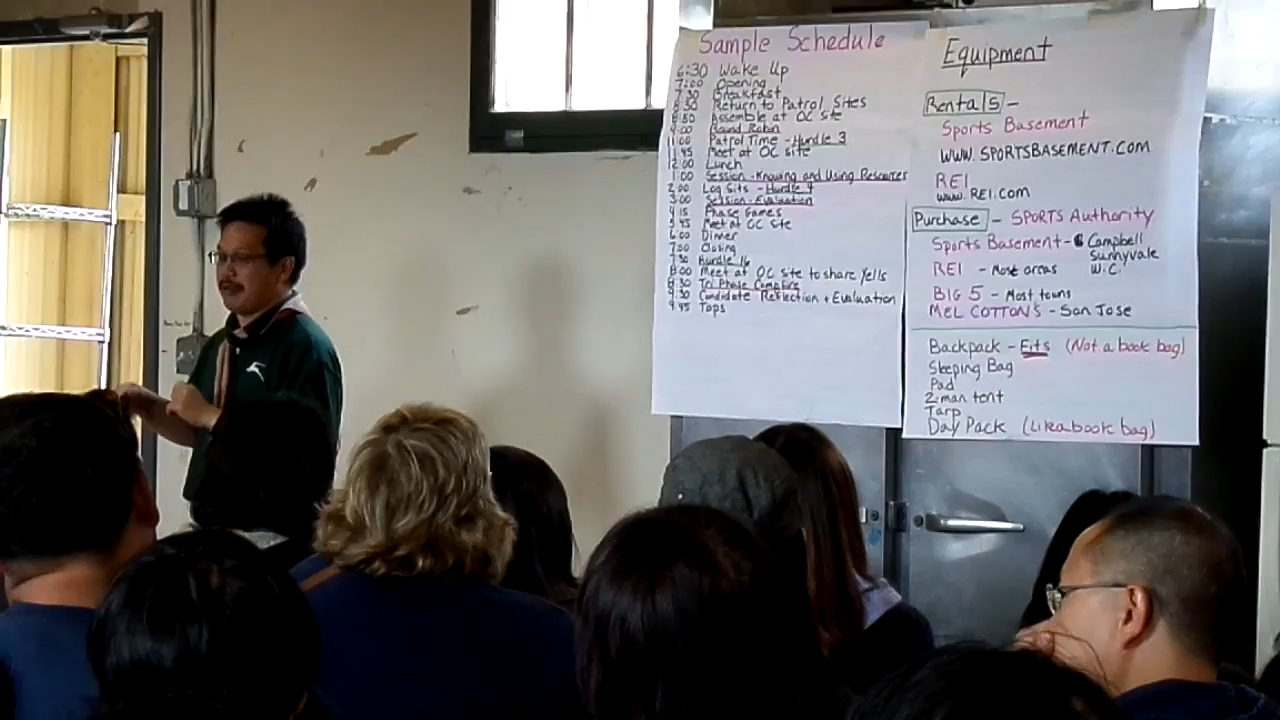 Sample Schedule
6:30 Wake Up
7:00 Opening
7:30 Breakfast
8:30 Return to Patrol Sites
8:50 Assemble at OC site
9:00 Round Robin
11:00 Patrol Time - Hurdle 3
11:45 Meet at OC site
12:00 Lunch
1:00 Session - Knowing and Using Resources
2:00 Log Sits - Hurdle 4
3:00 Session - Evaluation
4:15 Phase Games
5:45 Meet at OC site
6:00 Dinner
7:00 Closing
7:30 Hurdle 16
8:00 Meet at OC site to share Yells
8:30 Tri Phase Campfire
9:30 Candidate Reflection + Evaluation
9:45 Taps
Equipment
Rentals -
Sports Basement
WWW.SPORTSBASEMENT.COM
REI
WWW.REI.COM
Purchase - SPORTS Authority
Sports Basement - Campbell
Sunnyvale
W.C.
REI - Most areas
BIG 5 - Most towns
MEL COTTONS - San Jose
Backpack - Fits (Not a book bag)
Sleeping Bag
Pad
2-man tent
Tarp
Day Pack (Like a book bag)